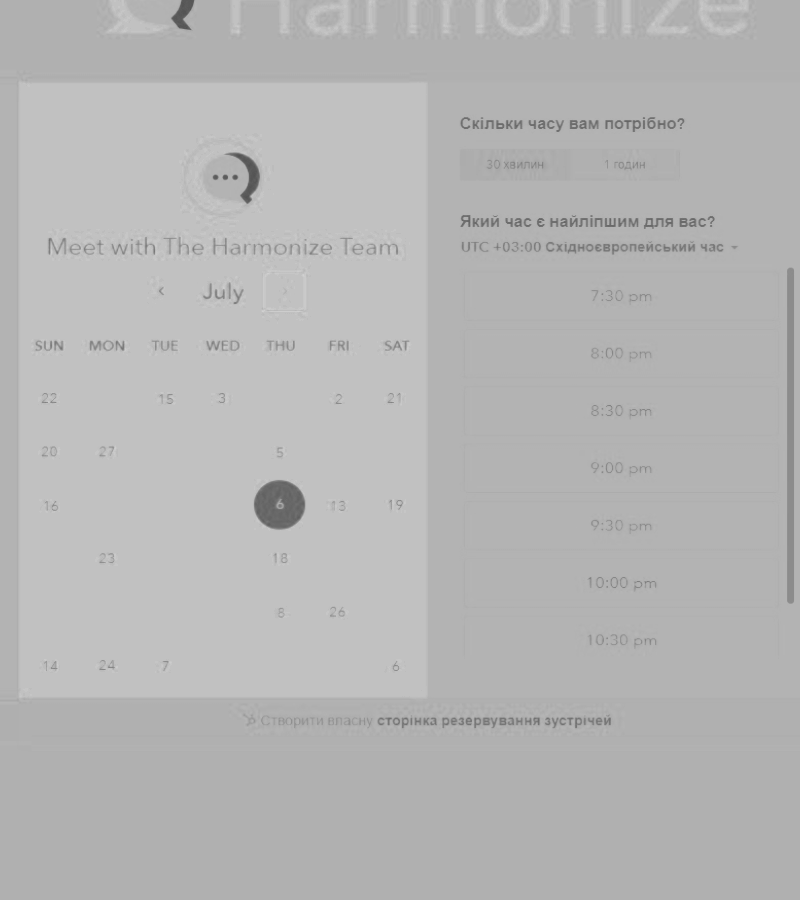 Harmonize
Meet with The Harmonize Team
July
SUN MON TUE WED THU FRI SAT
22 15 3 2 21
20 27 5
16 6 13 19
23 18
8 26
14 24 7 6
Скільки часу вам потрібно?
30 хвилин 1 годин
Який час є найліпшим для вас?
UTC +03:00 Східноєвропейський час
7:30 pm
8:00 pm
8:30 pm
9:00 pm
9:30 pm
10:00 pm
10:30 pm
Створити власну сторінка резервування зустрічей